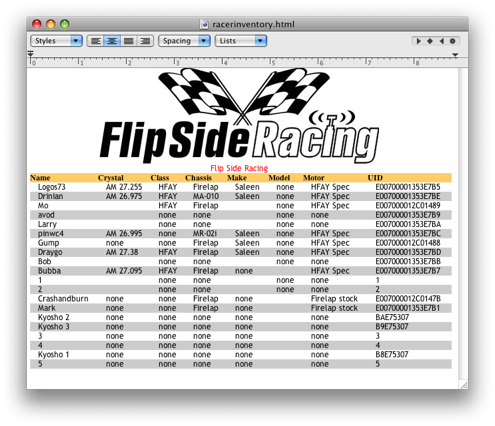 racerinventory.html
Styles Spacing Lists
0 1 2 3 4 5 6 7 8
FlipSide Racing
Flip Side Racing
Name Crystal Class Chassis Make Model Motor UID
Logos73 AM 27.255 HFAY Firelap Saleen none HFAY Spec E00700001353E7B5
Drinian AM 26.975 HFAY MA-010 Saleen none HFAY Spec E00700001353E7BE
Mo HFAY Firelap none HFAY Spec E007000012C01489
avod none none none none E00700001353E7B9
Larry none none none none E00700001353E7BA
pinwc4 AM 26.995 none MR-02i Saleen none HFAY Spec E00700001353E7BC
Gump none HFAY Firelap Saleen none HFAY Spec E007000012C01488
Draygo AM 27.38 HFAY Firelap Saleen none HFAY Spec E00700001353E7BD
Bob none none none none E00700001353E7BB
Bubba AM 27.095 HFAY Firelap none HFAY Spec E00700001353E7B7
1 none none none none 1
2 none none none none 2
Crashandburn none none Firelap none Firelap stock E007000012C0147B
Mark none none Firelap none Firelap stock E00700001353E7B1
Kyosho 2 none none none none none BAE75307
Kyosho 3 none none none none none B9E75307
3 none none none none none 3
4 none none none none none 4
Kyosho 1 none none none none none B8E75307
5 none none none none none 5